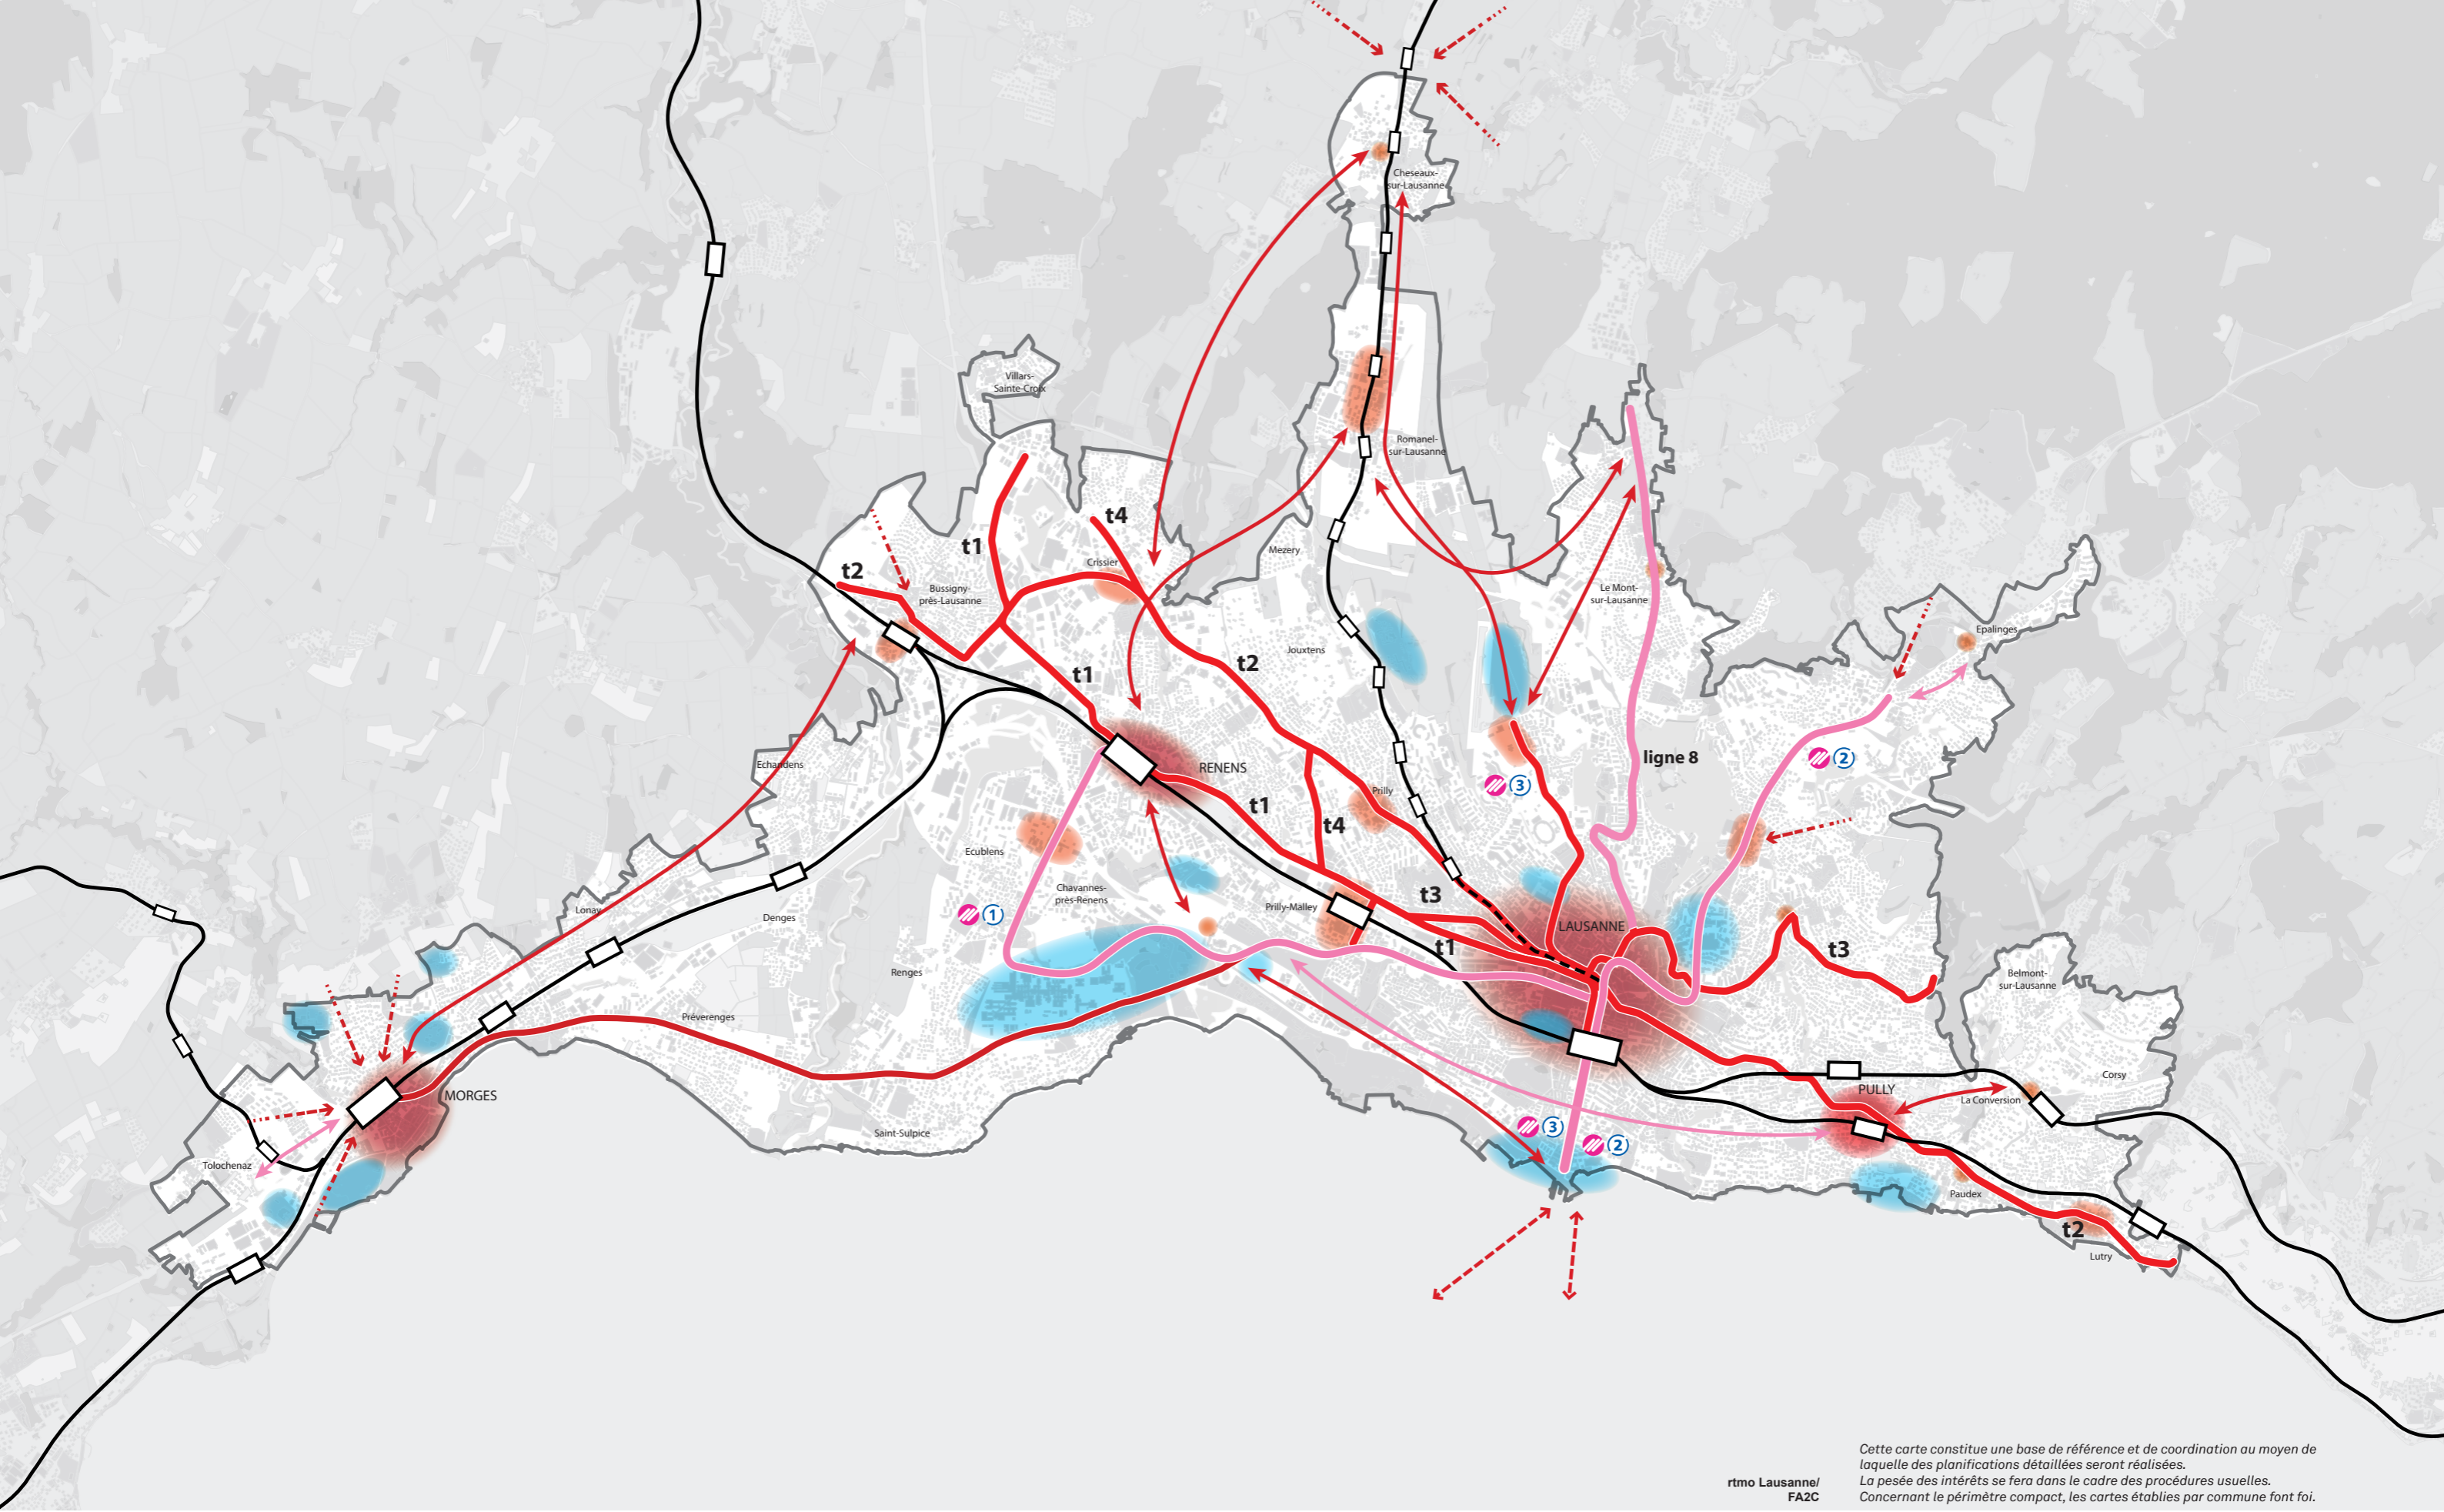 Cheseaux-
sur-Lausanne
Villars-
Sainte-Croix
Romanel-
sur-Lausanne
t4
t1
Mezery
Crissier
t2
Bussigny-
près-Lausanne
Le Mont-
sur-Lausanne
Epalinges
Jouxtens
t2
t1
ligne 8
2
Echandens
RENENS
3
Prilly
t1
t4
Ecublens
Chavannes-
près-Renens
t3
Prilly-Malley
1
Lonay
Denges
LAUSANNE
t1
t3
Renges
Belmont-
sur-Lausanne
Préverenges
Corsy
MORGES
PULLY
La Conversion
Saint-Sulpice
3
2
Tolochenaz
Paudex
t2
Lutry
Cette carte constitue une base de référence et de coordination au moyen de
laquelle des planifications détaillées seront réalisées.
La pesée des intérêts se fera dans le cadre des procédures usuelles.
Concernant le périmètre compact, les cartes établies par commune font foi.
rtmo Lausanne/
FA2C